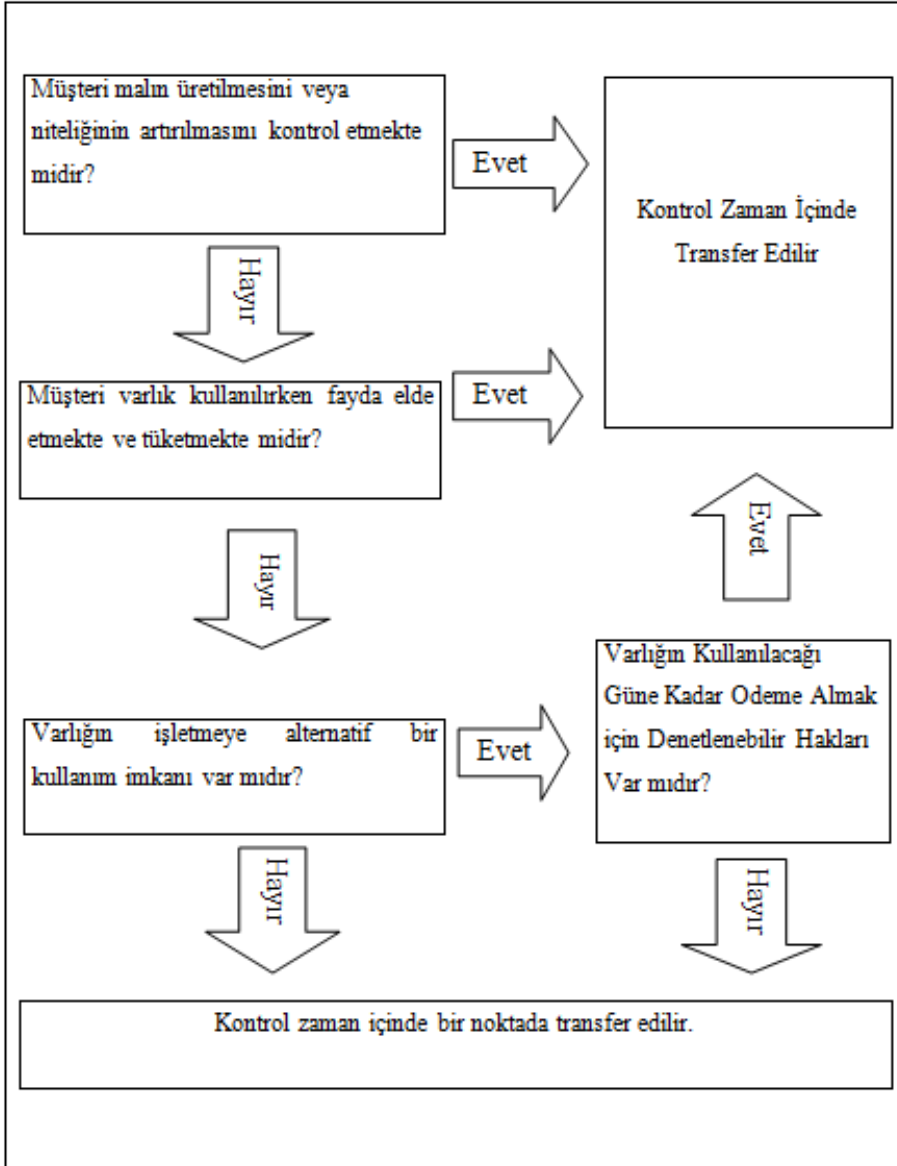 Müşteri malın üretilmesini veya
niteliğinin artırılmasını kontrol etmekte
midir?
Evet
Kontrol Zaman İçinde
Transfer Edilir
Hayır
Müşteri varlık kullanılırken fayda elde
etmekte ve tüketmekte midir?
Evet
Hayır
Evet
Varlığın işletmeye alternatif bir
kullanım imkanı var mıdır?
Evet
Varlığın Kullanılacağı
Güne Kadar Odeme Almak
için Denetlenebilir Hakları
Var mıdır?
Hayır
Hayır
Kontrol zaman içinde bir noktada transfer edilir.